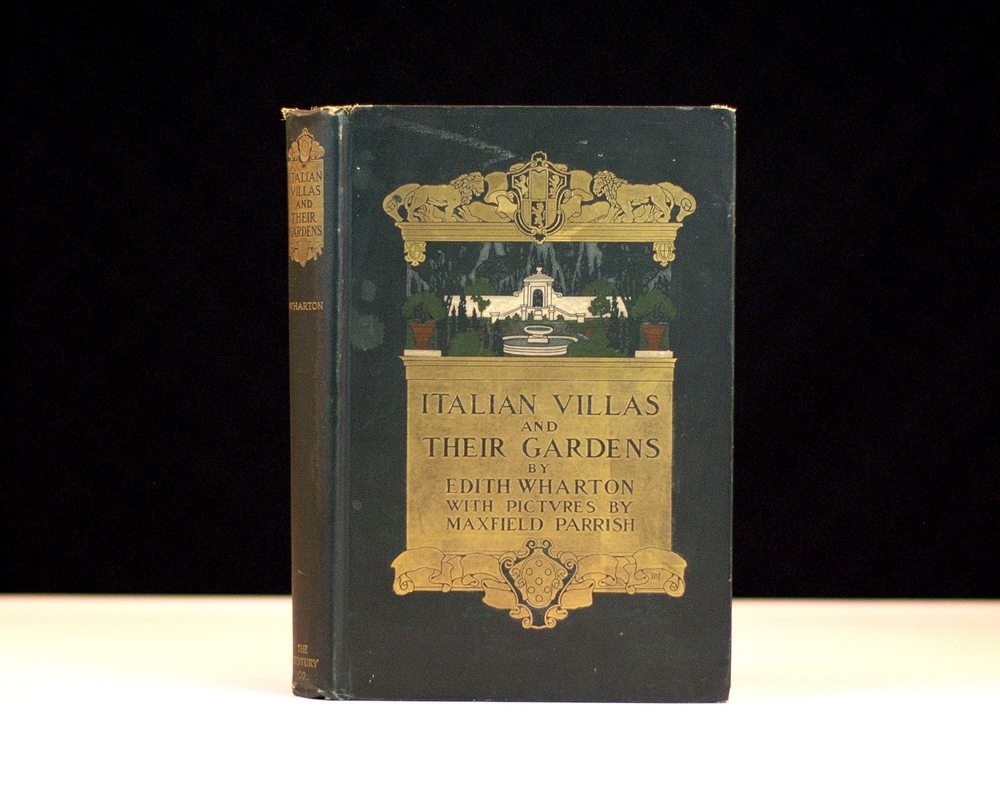 ITALIAN
VILLAS
AND
THEIR
GARDENS
WHARTON
THE
CENTURY
CO.
ITALIAN VILLAS
AND
THEIR GARDENS
BY
EDITH WHARTON
WITH PICTVRES BY
MAXFIELD PARRISH